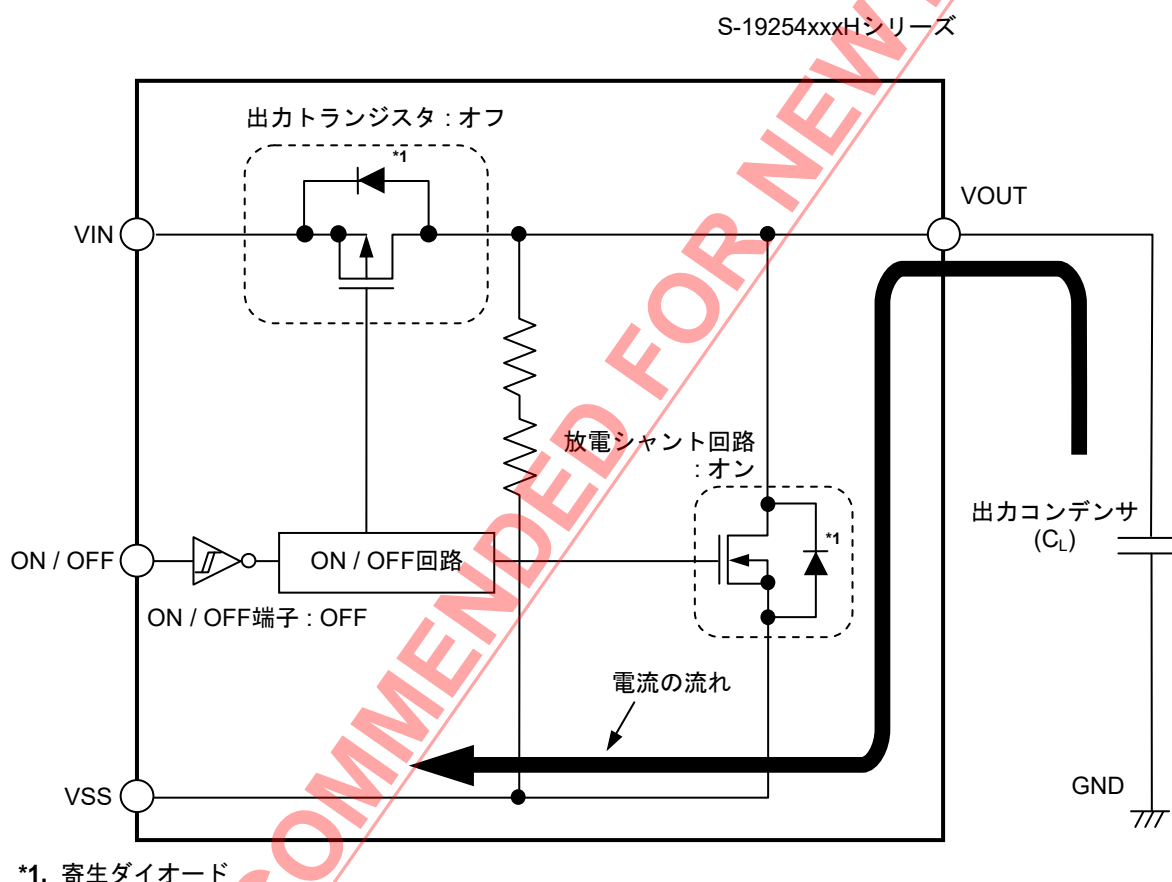 S-19254xxxHシリーズ
出力トランジスタ : オフ
*1
VIN
VOUT
放電シャント回路
: オン
*1
出力コンデンサ
(CL)
ON / OFF
ON / OFF回路
ON / OFF端子 : OFF
電流の流れ
VSS
GND
*1. 寄生ダイオード
COMMENDED FOR NEW